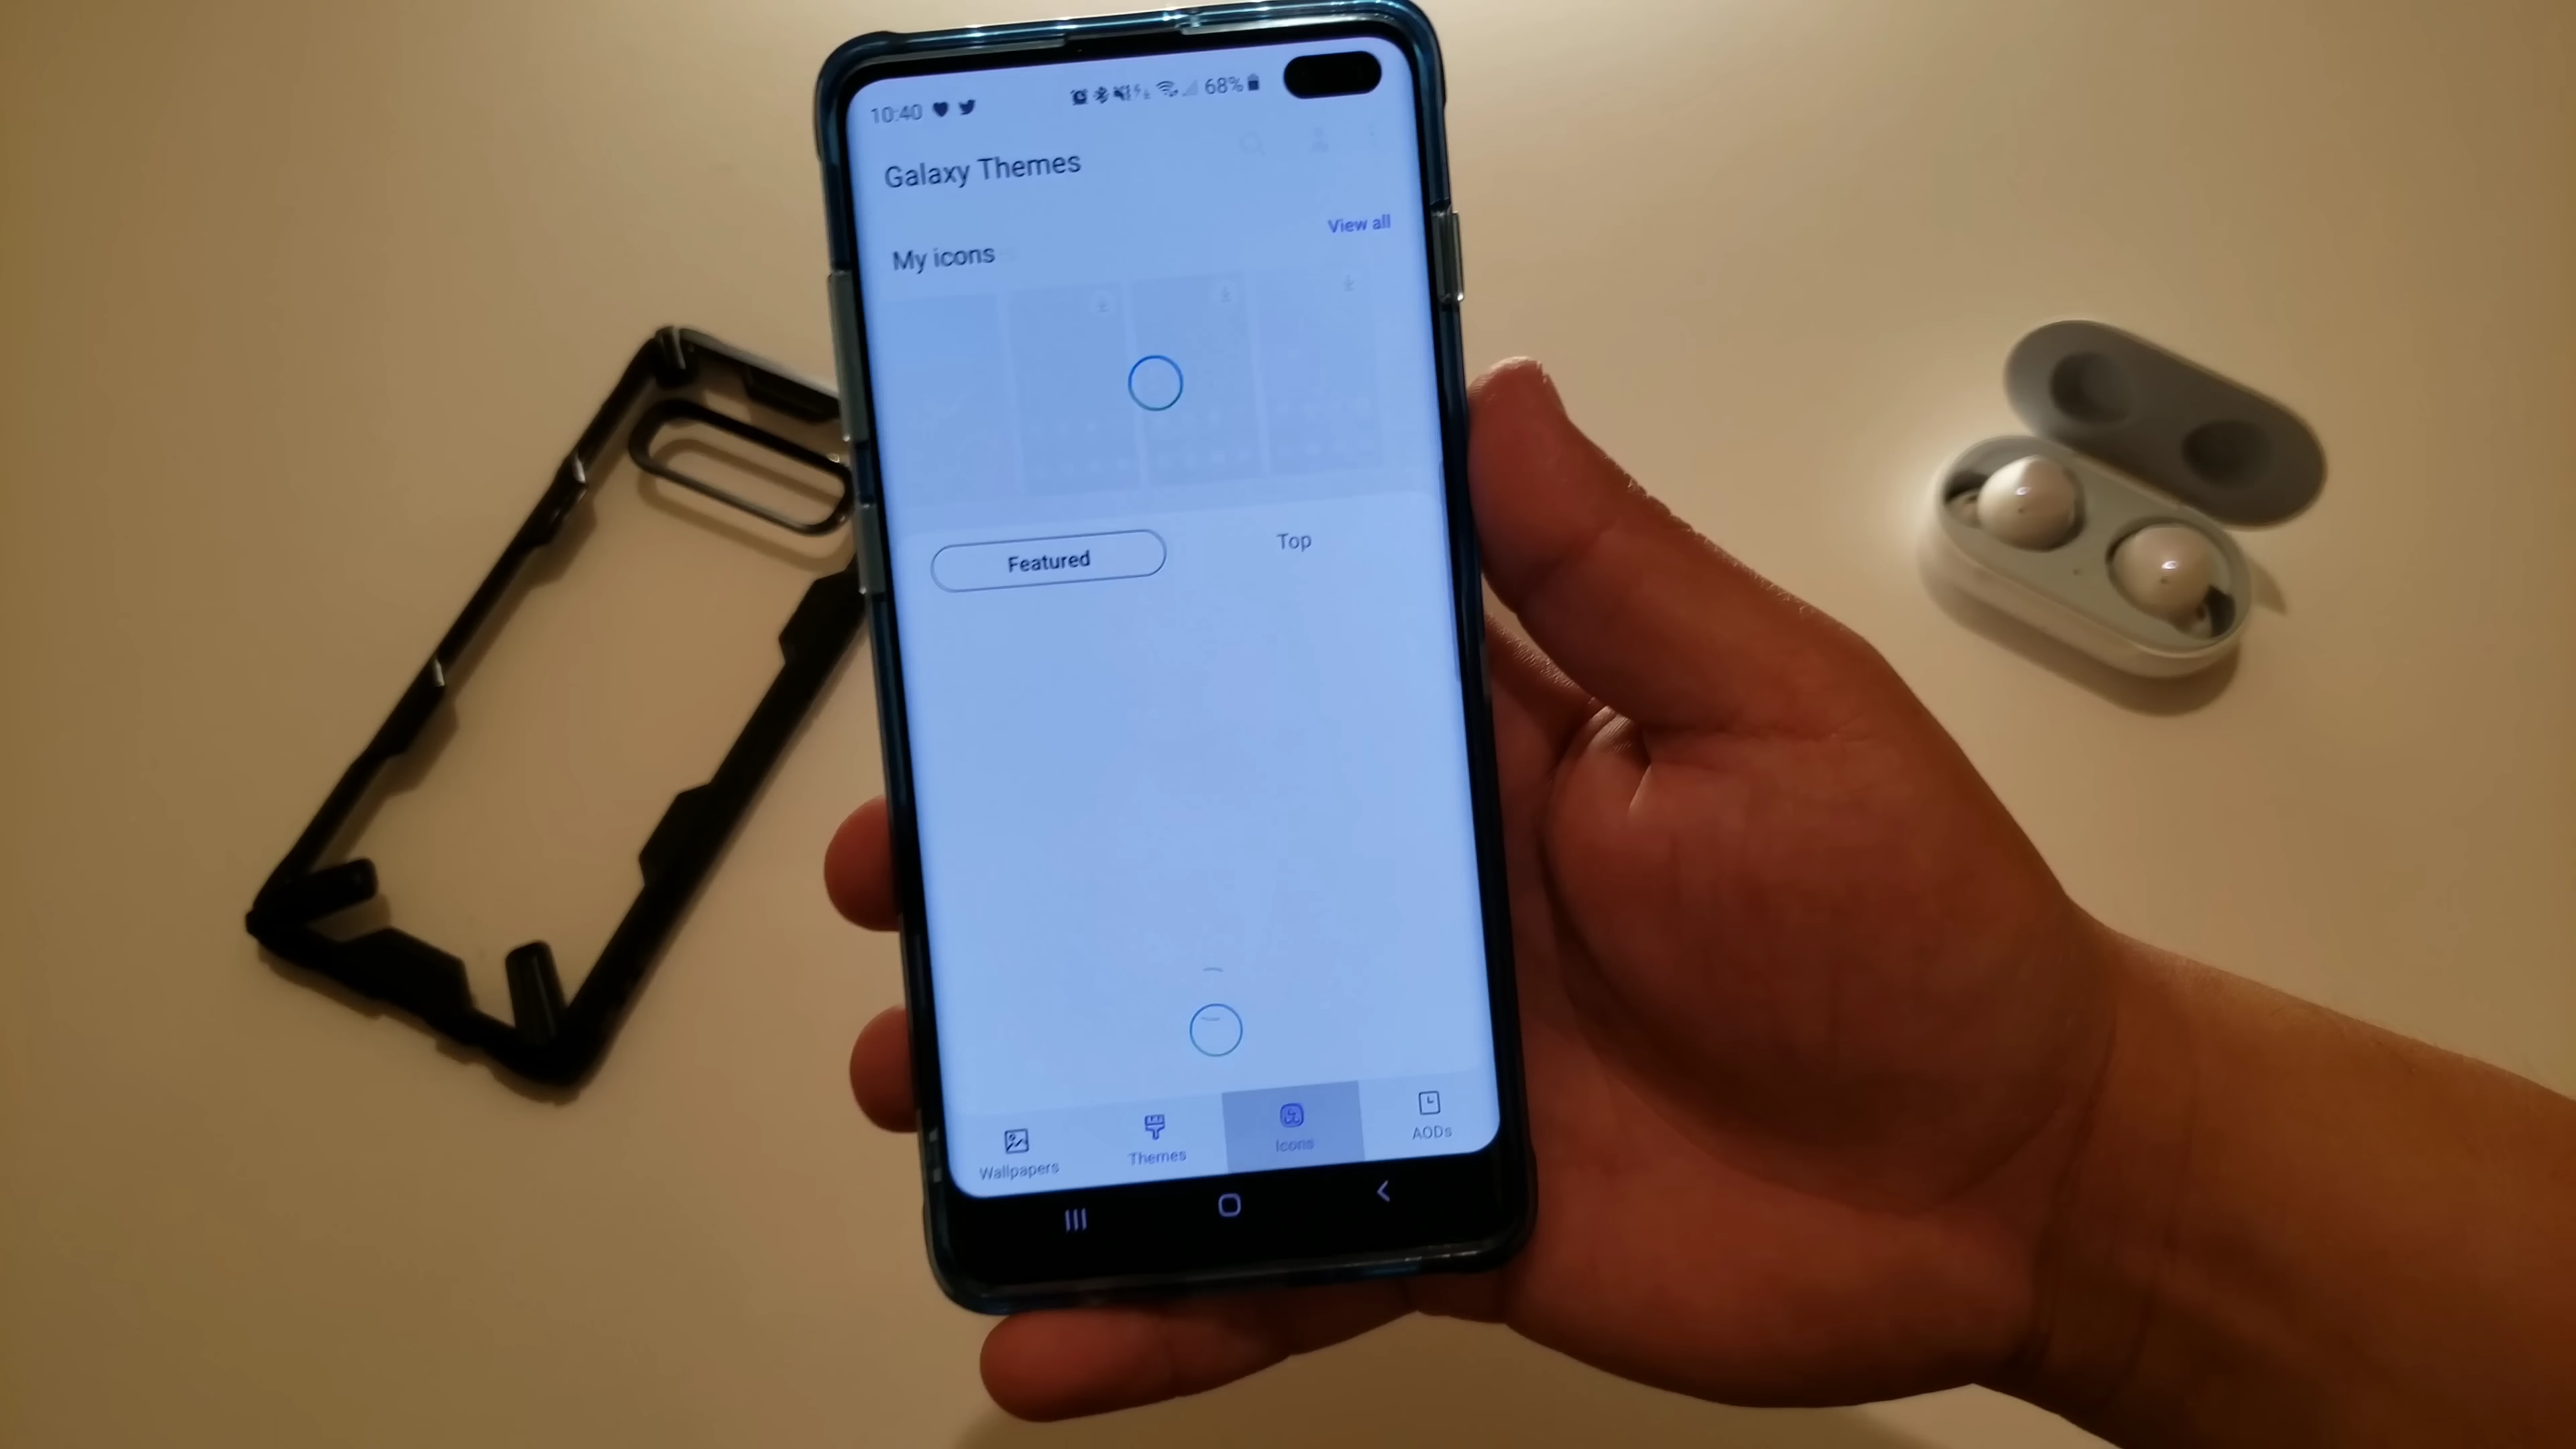 10:40
68%
Galaxy Themes
View all
My icons
Featured
Top
Wallpapers
Themes
Icons
AODs